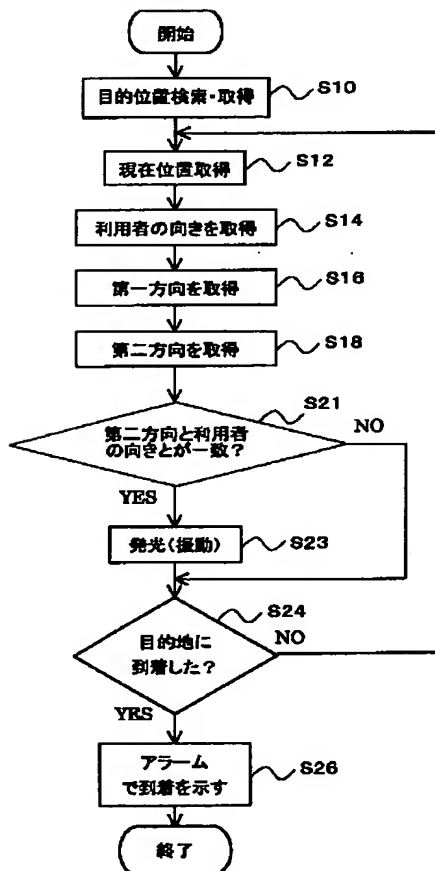 開始
目的位置検索・取得
S10
現在位置取得
S12
利用者の向きを取得
S14
第一方向を取得
S16
第二方向を取得
S18
S21
第二方向と利用者
の向きとが一致？
NO
YES
発光(振動)
S23
S24
目的地に
到着した？
NO
YES
アラーム
で到着を示す
S26
終了